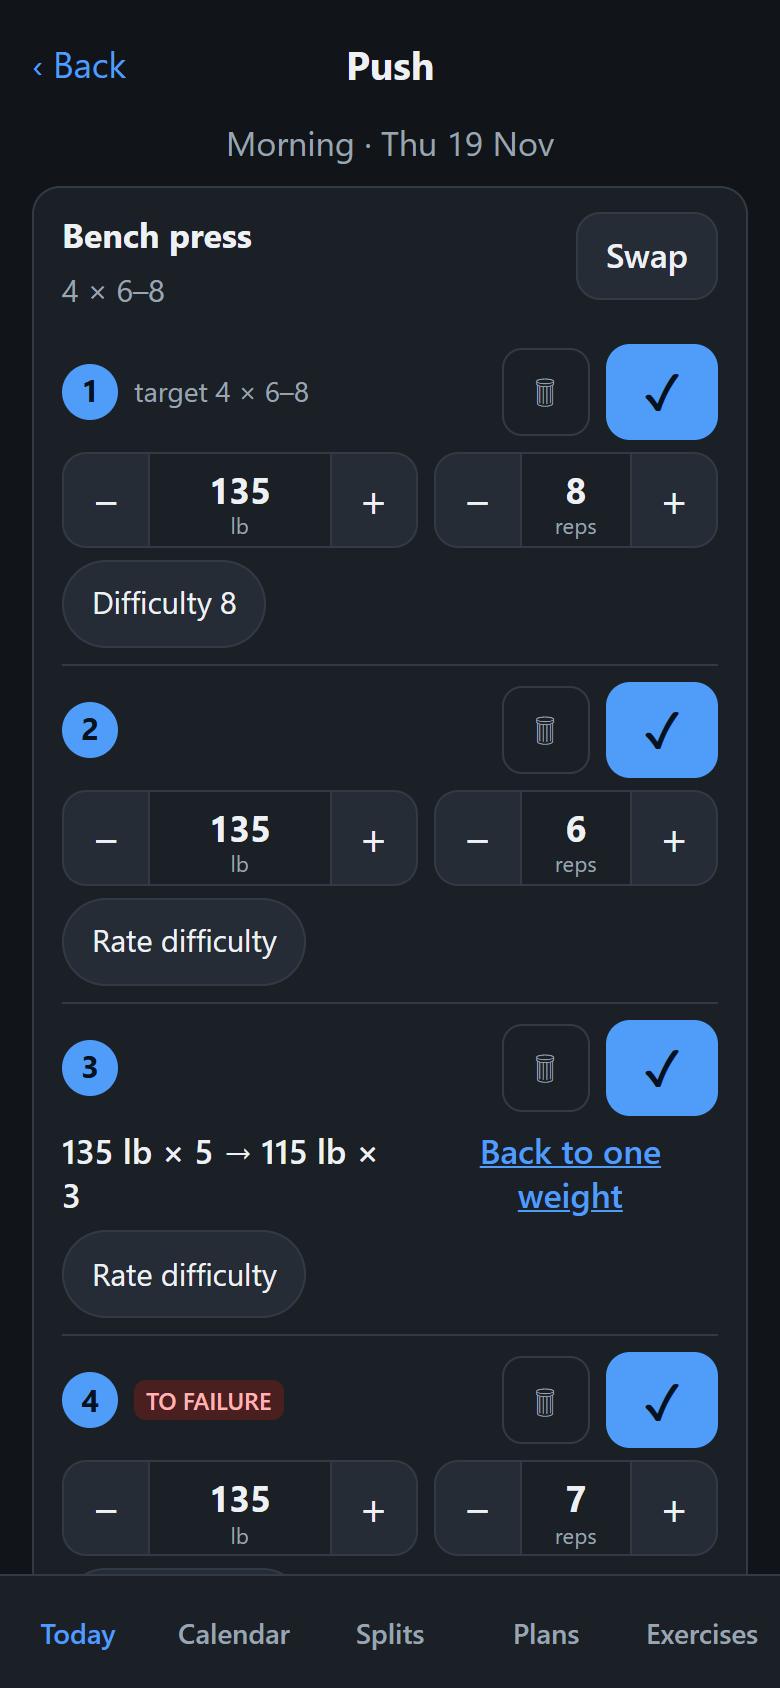 ‹ Back
Push
Morning · Thu 19 Nov
Bench press
4 × 6–8
Swap
1 target 4 × 6–8
− 135 lb +
− 8 reps +
Difficulty 8
2
− 135 lb +
− 6 reps +
Rate difficulty
3
135 lb × 5 → 115 lb ×
3
Back to one
weight
Rate difficulty
4 TO FAILURE
− 135 lb +
− 7 reps +
Today Calendar Splits Plans Exercises